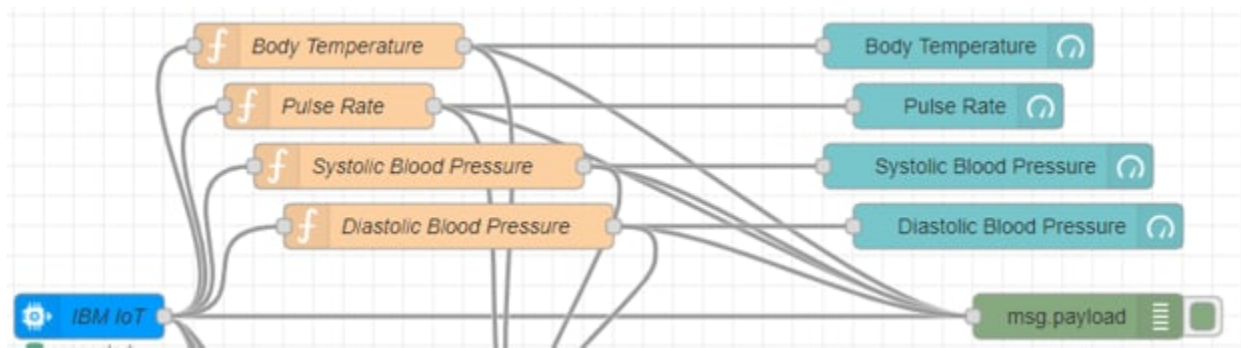 Body Temperature Body Temperature
Pulse Rate Pulse Rate
Systolic Blood Pressure Systolic Blood Pressure
Diastolic Blood Pressure Diastolic Blood Pressure
IBM IoT msg.payload